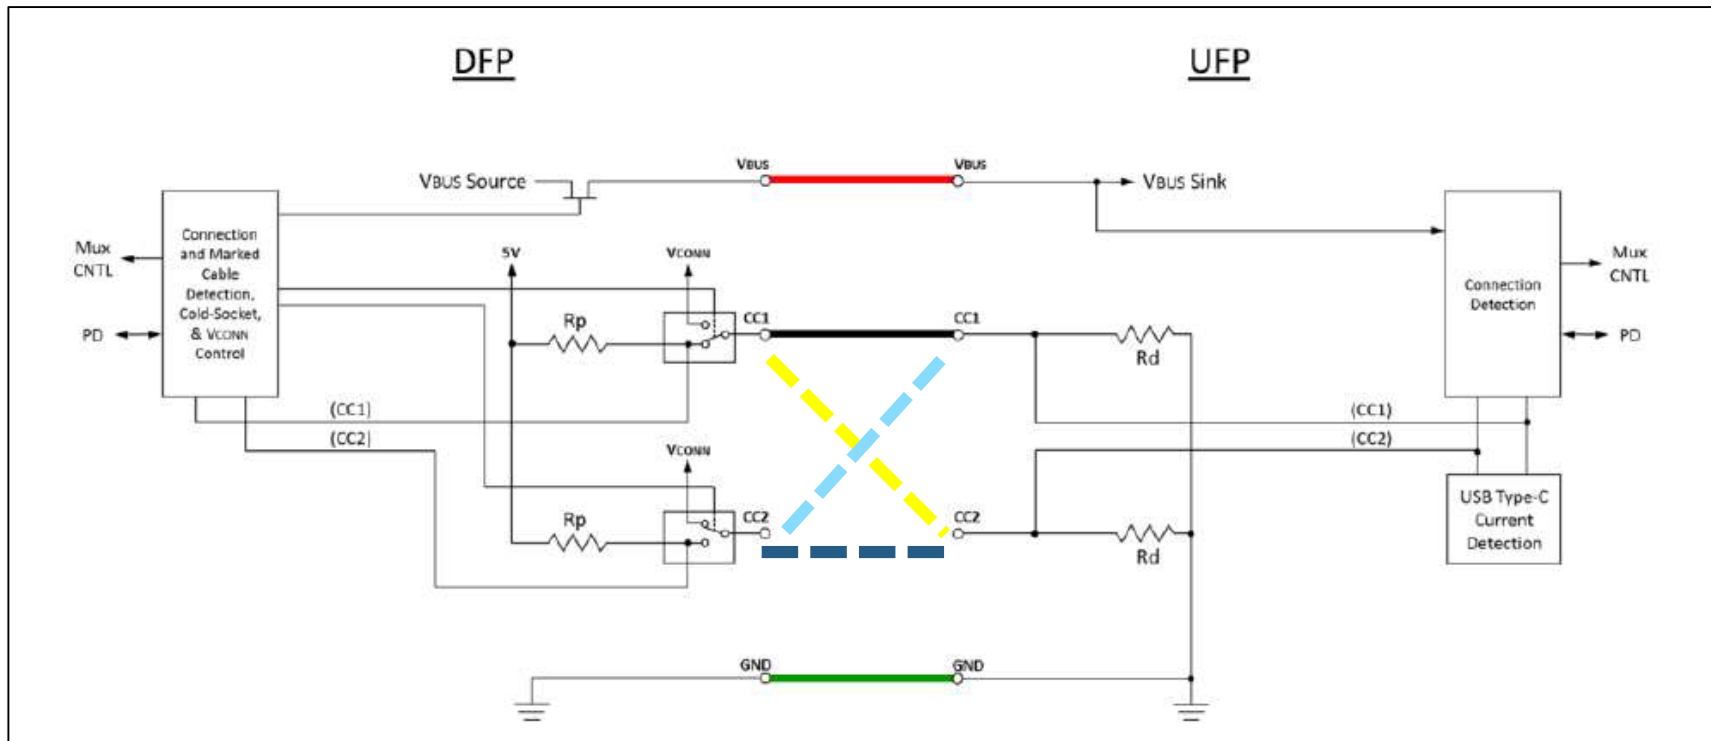 DFP
UFP
VBUS
VBUS
VBUS Source
VBUS Sink
Connection
and Marked
Cable
Detection,
Cold-Socket,
& VCONN
Control
Mux
CNTL
PD
5V
VCONN
Rp
CC1
CC1
Rd
Connection
Detection
Mux
CNTL
PD
(CC1)
(CC2)
(CC1)
(CC2)
VCONN
Rp
CC2
CC2
Rd
USB Type-C
Current
Detection
GND
GND